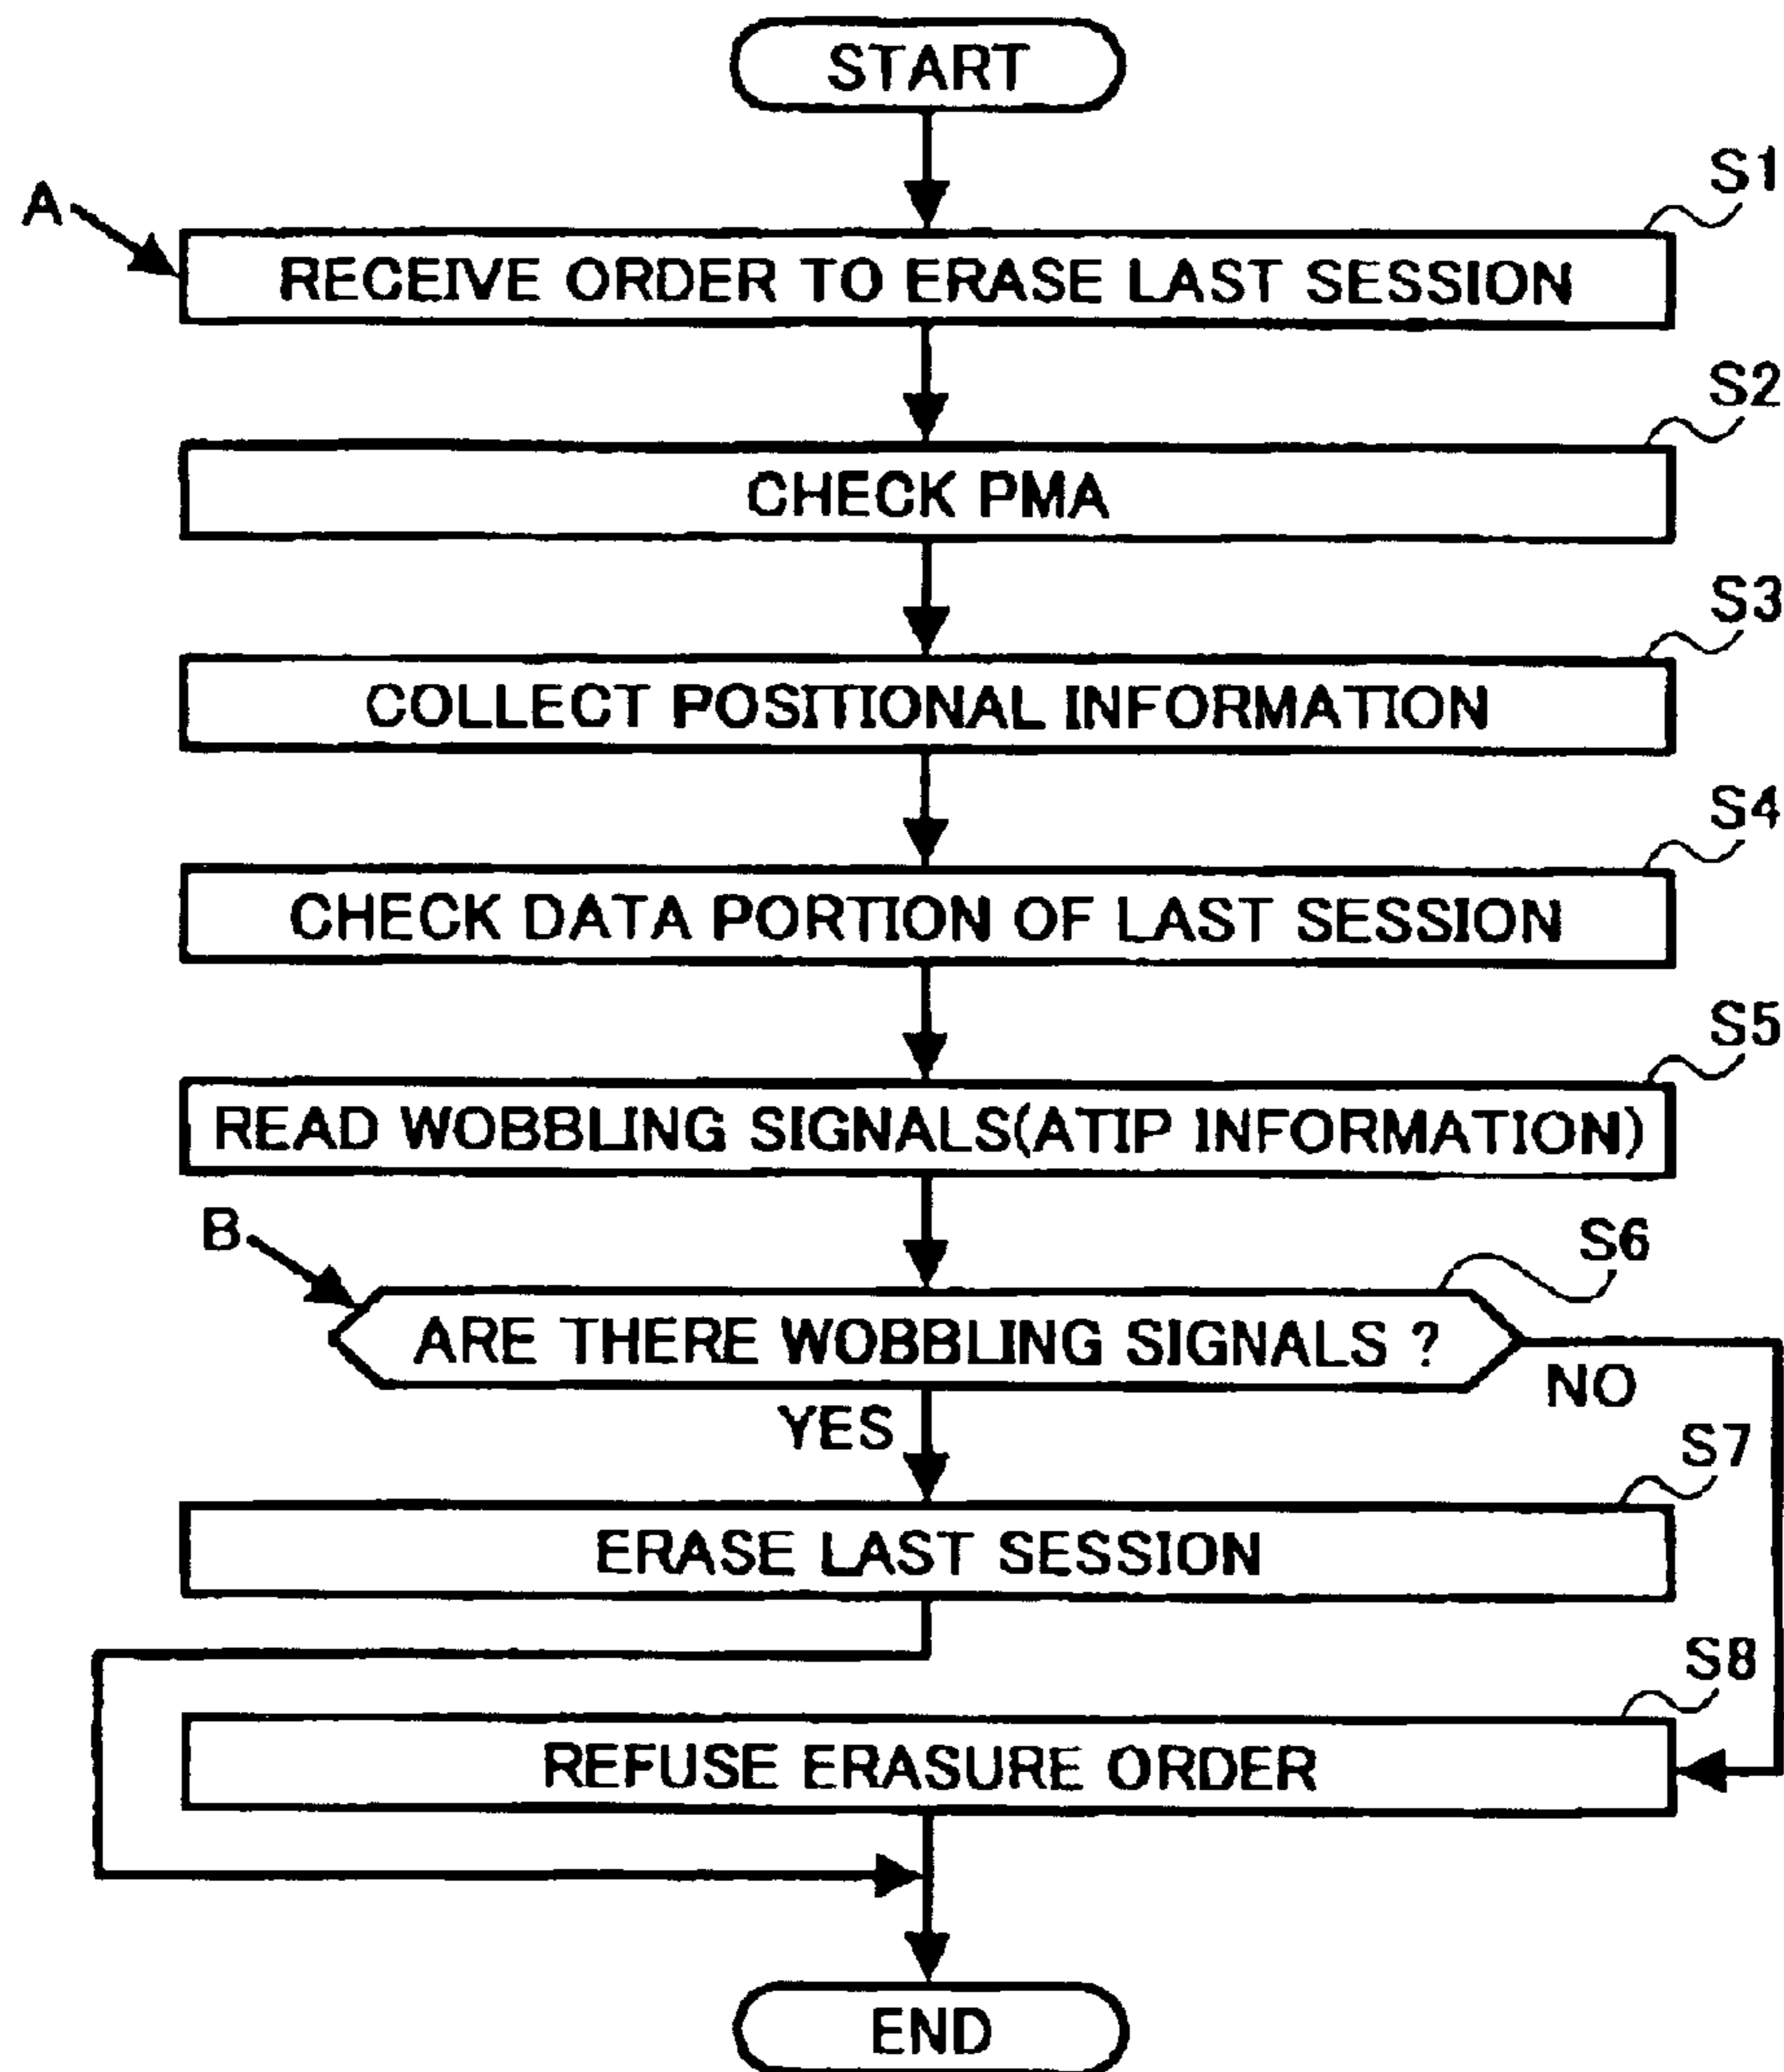 START
S1
A
RECEIVE ORDER TO ERASE LAST SESSION
S2
CHECK PMA
S3
COLLECT POSITIONAL INFORMATION
S4
CHECK DATA PORTION OF LAST SESSION
S5
READ WOBBLING SIGNALS(ATIP INFORMATION)
B
S6
ARE THERE WOBBLING SIGNALS ?
NO
YES
S7
ERASE LAST SESSION
S8
REFUSE ERASURE ORDER
END